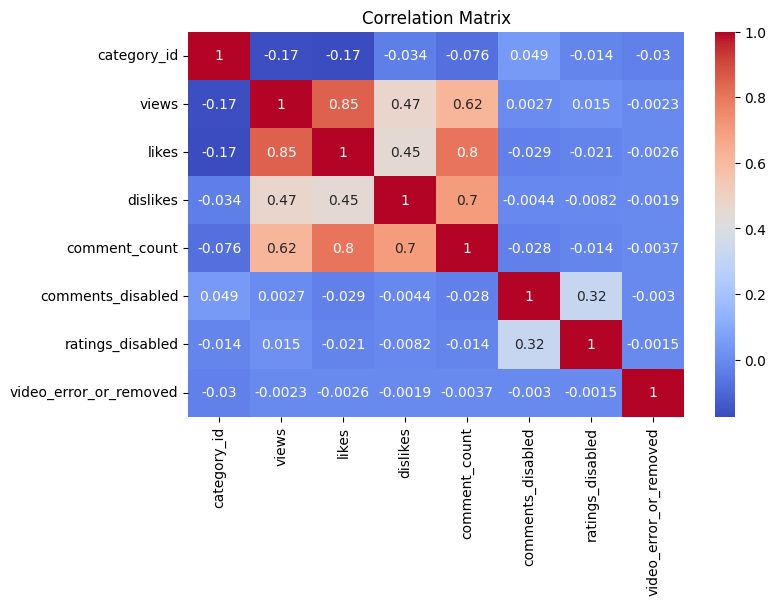 Correlation Matrix
category_id 1 -0.17 -0.17 -0.034 -0.076 0.049 -0.014 -0.03
views -0.17 1 0.85 0.47 0.62 0.0027 0.015 -0.0023
likes -0.17 0.85 1 0.45 0.8 -0.029 -0.021 -0.0026
dislikes -0.034 0.47 0.45 1 0.7 -0.0044 -0.0082 -0.0019
comment_count -0.076 0.62 0.8 0.7 1 -0.028 -0.014 -0.0037
comments_disabled 0.049 0.0027 -0.029 -0.0044 -0.028 1 0.32 -0.003
ratings_disabled -0.014 0.015 -0.021 -0.0082 -0.014 0.32 1 -0.0015
video_error_or_removed -0.03 -0.0023 -0.0026 -0.0019 -0.0037 -0.003 -0.0015 1
category_id
views
likes
dislikes
comment_count
comments_disabled
ratings_disabled
video_error_or_removed
1.0
0.8
0.6
0.4
0.2
0.0